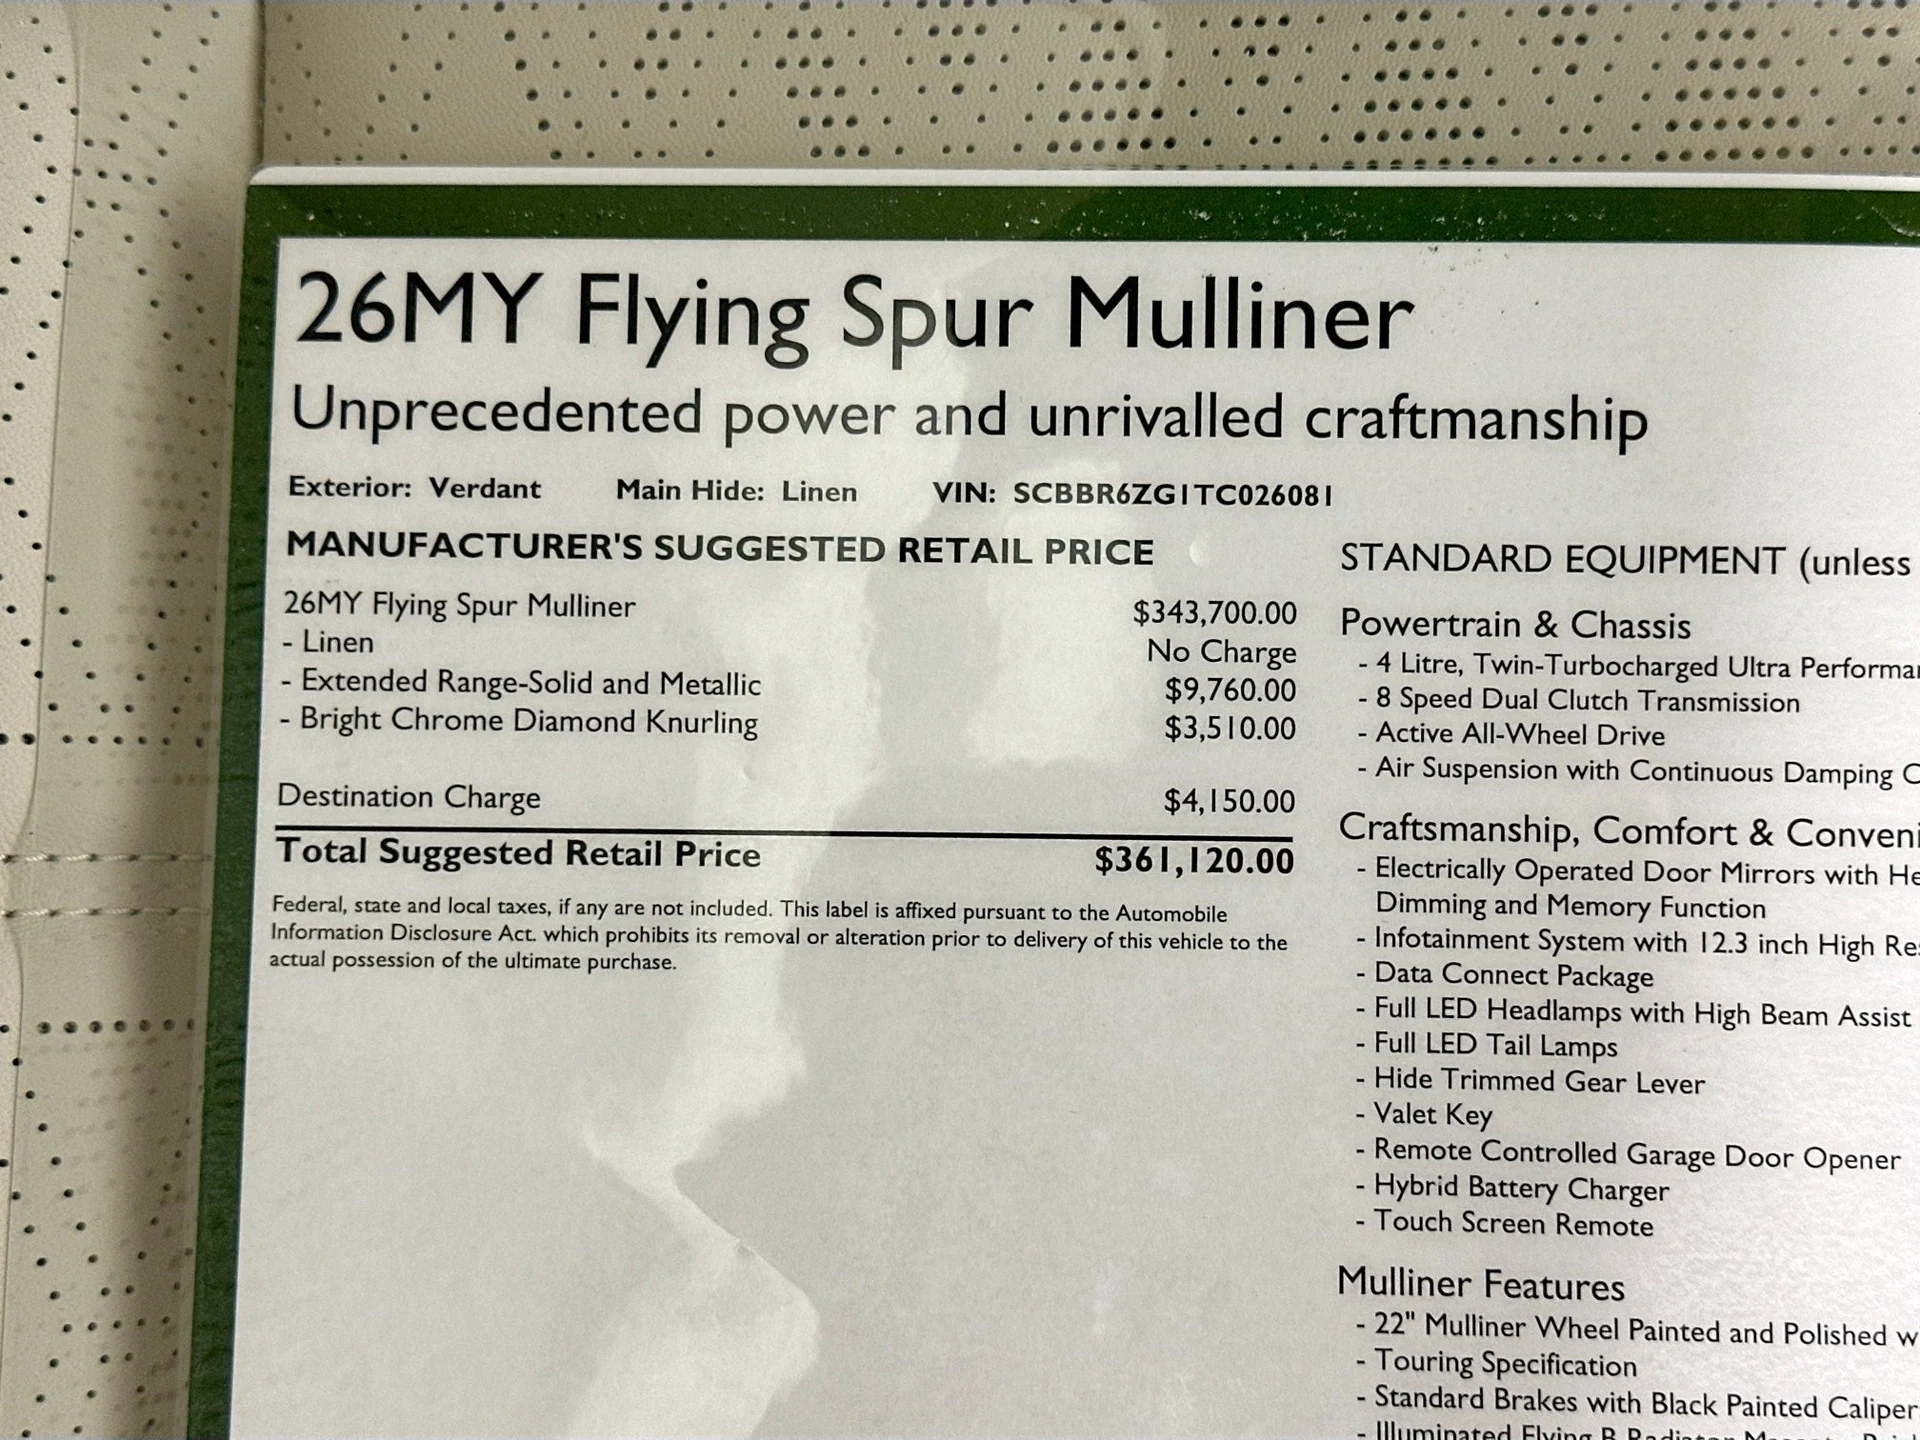 26MY Flying Spur Mulliner
Unprecedented power and unrivalled craftmanship
Exterior: Verdant Main Hide: Linen VIN: SCBBR6ZG1TC026081
MANUFACTURER'S SUGGESTED RETAIL PRICE
26MY Flying Spur Mulliner $343,700.00
- Linen No Charge
- Extended Range-Solid and Metallic $9,760.00
- Bright Chrome Diamond Knurling $3,510.00
Destination Charge $4,150.00
Total Suggested Retail Price $361,120.00
Federal, state and local taxes, if any are not included. This label is affixed pursuant to the Automobile
Information Disclosure Act. which prohibits its removal or alteration prior to delivery of this vehicle to the
actual possession of the ultimate purchase.
STANDARD EQUIPMENT (unless
Powertrain & Chassis
- 4 Litre, Twin-Turbocharged Ultra
- 8 Speed Dual Clutch Transmission
- Active All-Wheel Drive
- Air Suspension with Continuous Damping
Craftsmanship, Comfort &
- Electrically Operated Door Mirrors with
Dimming and Memory Function
- Infotainment System with 12.3 inch High
- Data Connect Package
- Full LED Headlamps with High Beam Assist
- Full LED Tail Lamps
- Hide Trimmed Gear Lever
- Valet Key
- Remote Controlled Garage Door Opener
- Hybrid Battery Charger
- Touch Screen Remote
Mulliner Features
- 22" Mulliner Wheel Painted and Polished
- Touring Specification
- Standard Brakes with Black Painted
- Illuminated Flying B